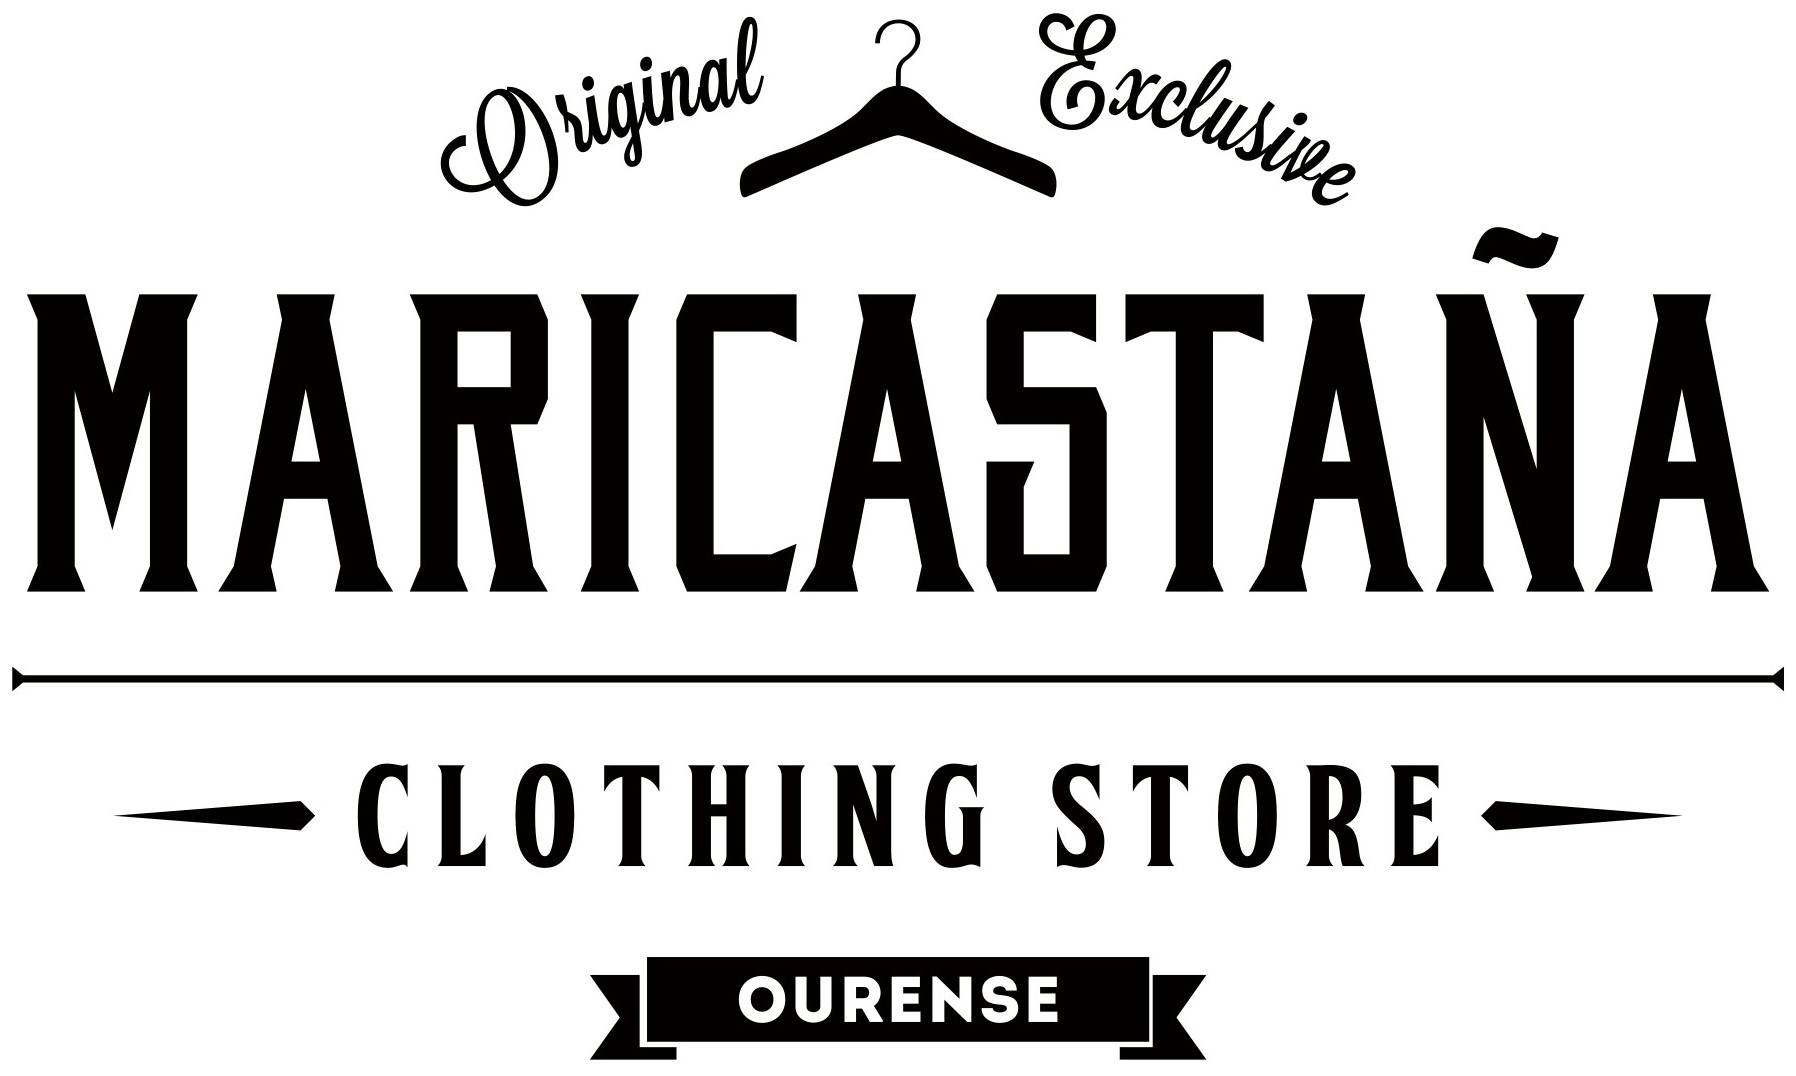 Original Exclusive
MARICASTAÑA
CLOTHING STORE
OURENSE